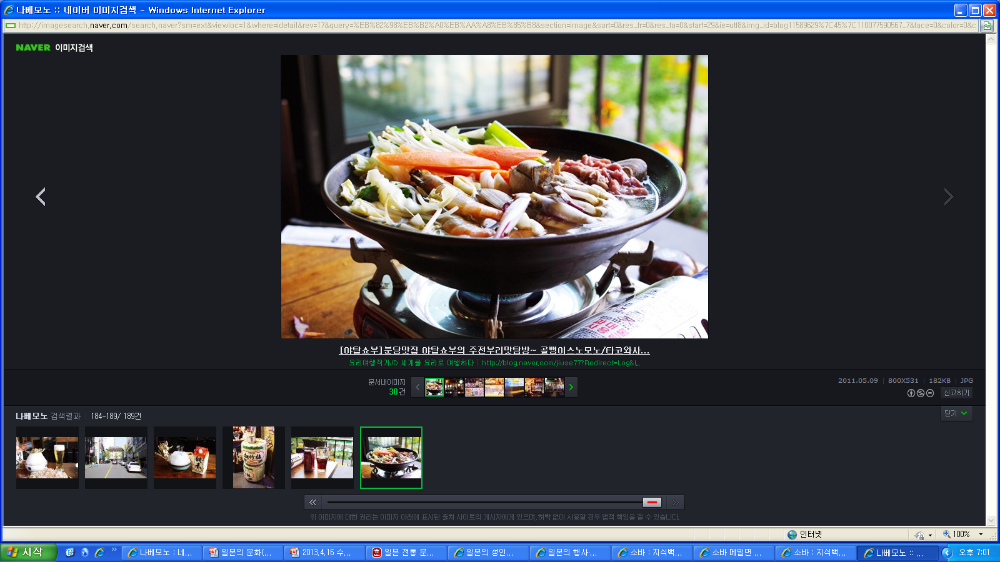 나베모노 :: 네이버 이미지검색 - Windows Internet Explorer
http://imagesearch.naver.com/search.naver?sm=ext&viewloc=1&where=idetail&rev=17&query=%EB%82%98%EB%B2%A0%EB%AA%A8%EB%85%B8&section=image&sort=0&res_fr=0&res_to=0&start=29&ie=utf8&img_id=blog11589629%7C45%7C110077590567_7&face=0&color=0&c
NAVER 이미지검색
[야탑쇼부]분당맛집 야탑쇼부의 주전부리맛탐방~ 골뱅이스노모노/타코와사...
요리여행작가JD 세계를 요리로 여행하다 | http://blog.naver.com/jiuse77?Redirect=Log&l...
문서내이미지
30건
2011.05.09 | 800X531 | 182KB | JPG
신고하기
나베모노 검색결과 | 184-189/ 189건
닫기
위 이미지에 대한 권리는 이미지 아래에 표시된 출처 사이트의 게시자에게 있으며, 허락 없이 사용할 경우 법적 책임을 질 수 있습니다.
인터넷
100%
시작
나베모노 : 네...
일본의 문화(...
2013.4.16 수...
일본 전통 문...
일본의 성인...
일본의 행사·...
소바 : 지식백...
소바 메밀면 ...
소바 : 지식백...
나베모노 :: ...
오후 7:01